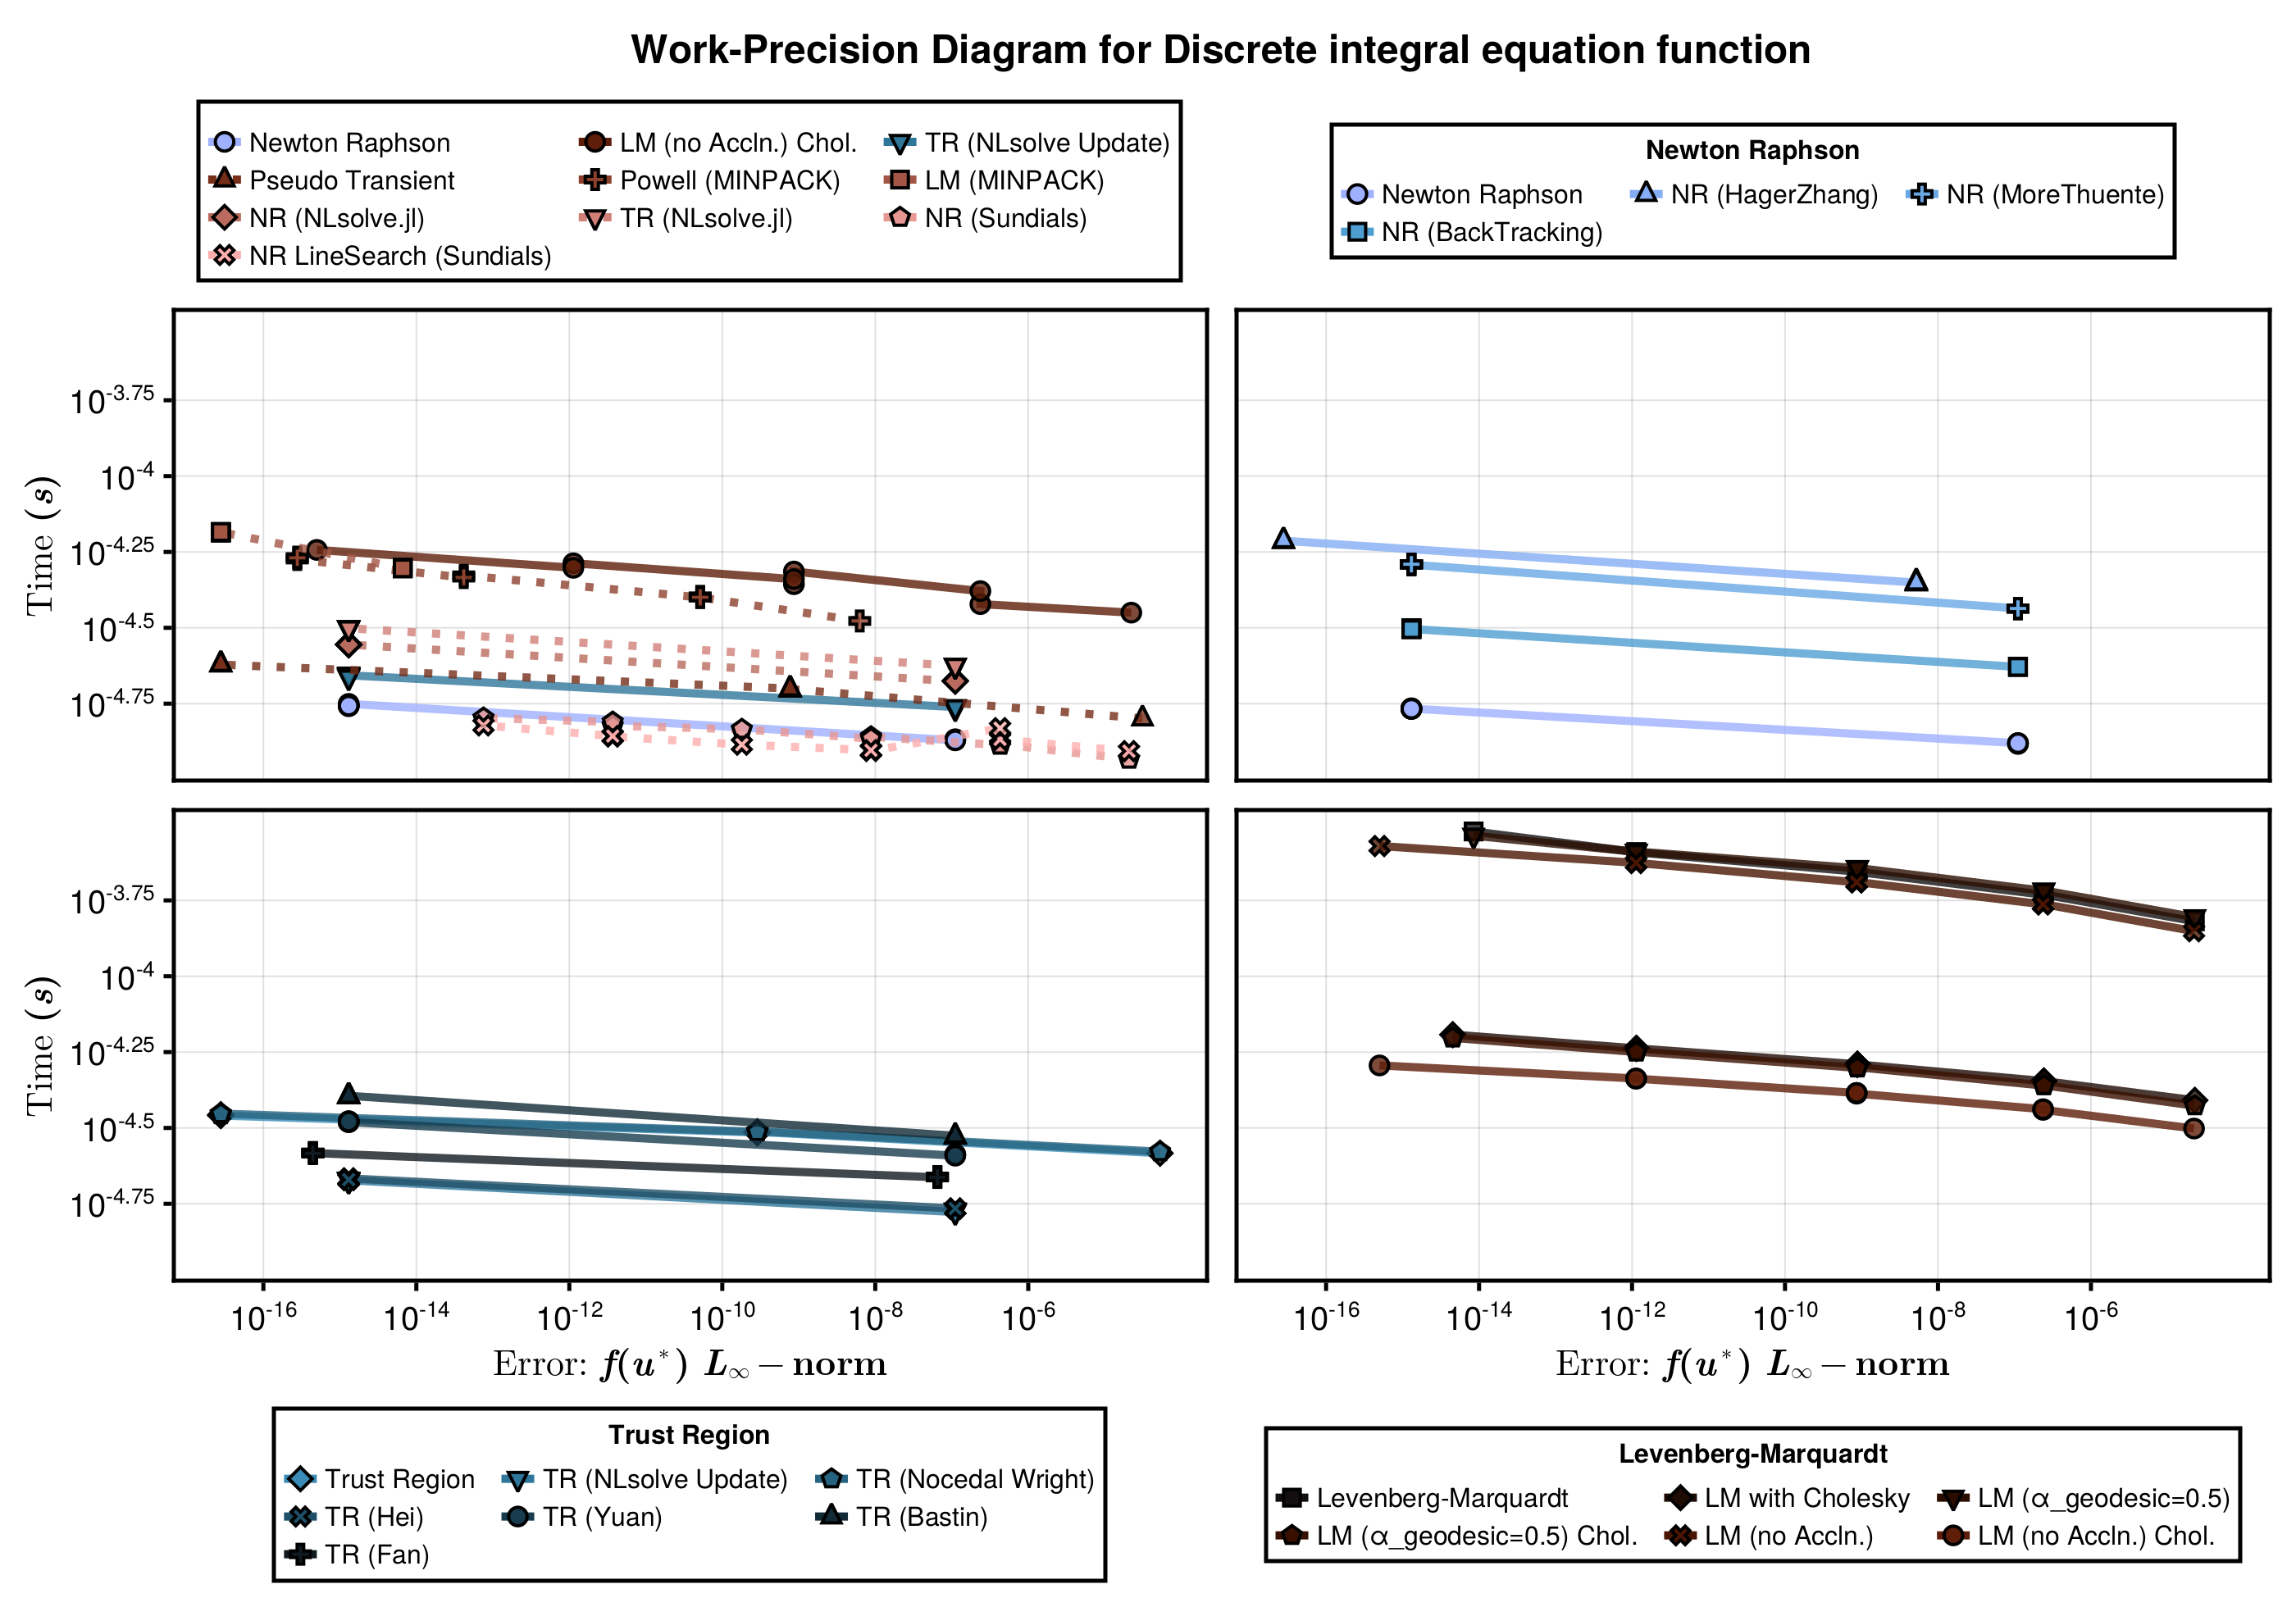 Work-Precision Diagram for Discrete integral equation function
Newton Raphson
LM (no Accln.) Chol.
TR (NLsolve Update)
Pseudo Transient
Powell (MINPACK)
LM (MINPACK)
NR (NLsolve.jl)
TR (NLsolve.jl)
NR (Sundials)
NR LineSearch (Sundials)
Newton Raphson
Newton Raphson
NR (HagerZhang)
NR (MoreThuente)
NR (BackTracking)
Time (s)
10^-3.75
10^-4
10^-4.25
10^-4.5
10^-4.75
Time (s)
10^-3.75
10^-4
10^-4.25
10^-4.5
10^-4.75
10^-16
10^-14
10^-12
10^-10
10^-8
10^-6
10^-16
10^-14
10^-12
10^-10
10^-8
10^-6
Error: f(u*) L∞ − norm
Error: f(u*) L∞ − norm
Trust Region
Trust Region
TR (NLsolve Update)
TR (Nocedal Wright)
TR (Hei)
TR (Yuan)
TR (Bastin)
TR (Fan)
Levenberg-Marquardt
Levenberg-Marquardt
LM with Cholesky
LM (α_geodesic=0.5)
LM (α_geodesic=0.5) Chol.
LM (no Accln.)
LM (no Accln.) Chol.